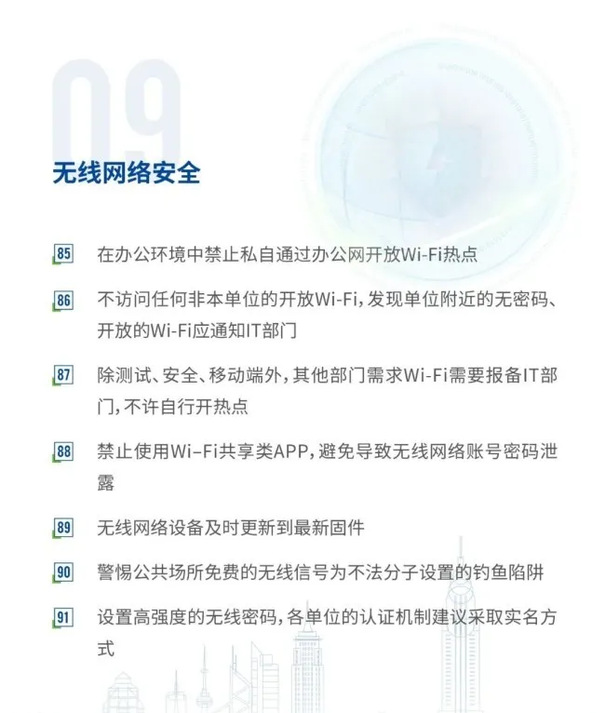 09
无线网络安全
85 在办公环境中禁止私自通过办公网开放Wi-Fi热点
86 不访问任何非本单位的开放Wi-Fi，发现单位附近的无密码、
开放的Wi-Fi应通知IT部门
87 除测试、安全、移动端外，其他部门需求Wi-Fi需要报备IT部
门，不许自行开热点
88 禁止使用Wi–Fi共享类APP，避免导致无线网络账号密码泄
露
89 无线网络设备及时更新到最新固件
90 警惕公共场所免费的无线信号为不法分子设置的钓鱼陷阱
91 设置高强度的无线密码，各单位的认证机制建议采取实名方
式